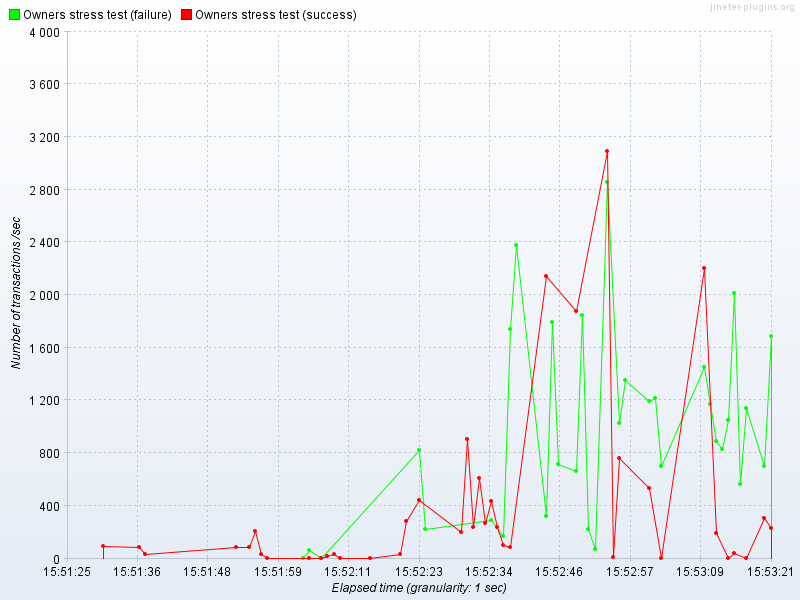 jmeter-plugins.org
Owners stress test (failure) Owners stress test (success)
4 000
3 600
3 200
2 800
2 400
2 000
1 600
1 200
800
400
0
Number of transactions /sec
15:51:25 15:51:36 15:51:48 15:51:59 15:52:11 15:52:23 15:52:34 15:52:46 15:52:57 15:53:09 15:53:21
Elapsed time (granularity: 1 sec)